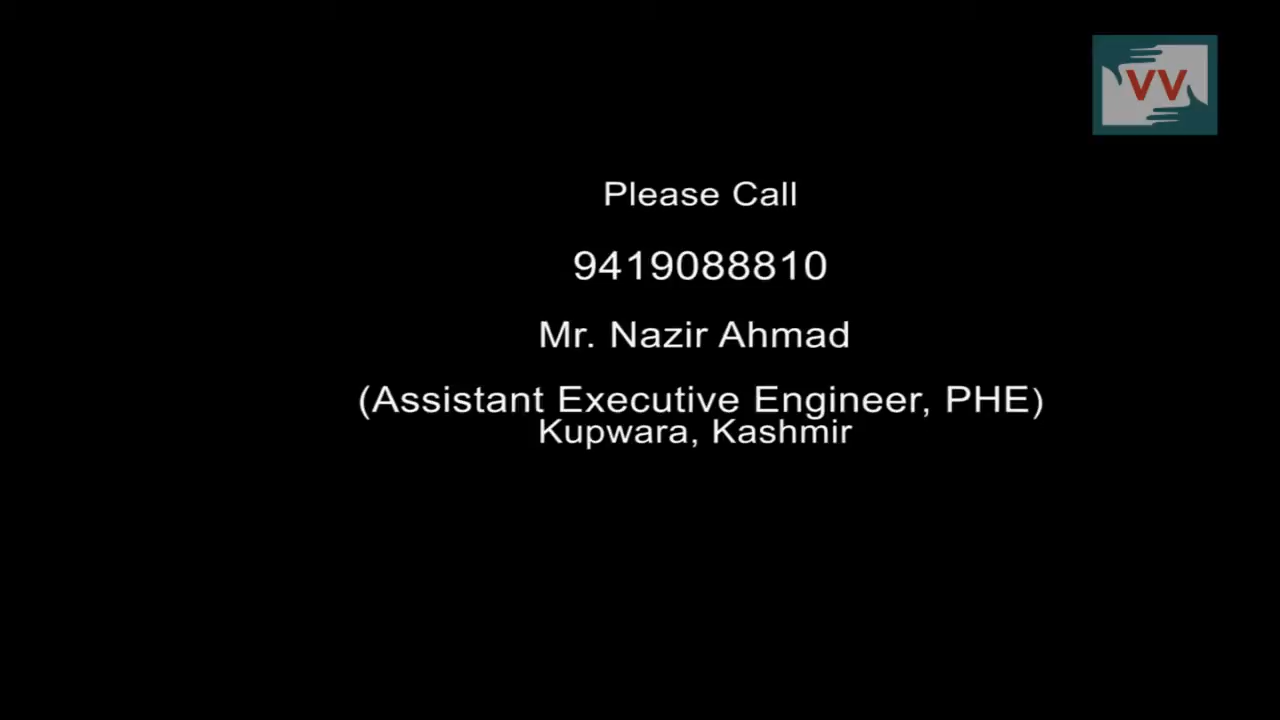 VV
Please Call
9419088810
Mr. Nazir Ahmad
(Assistant Executive Engineer, PHE)
Kupwara, Kashmir